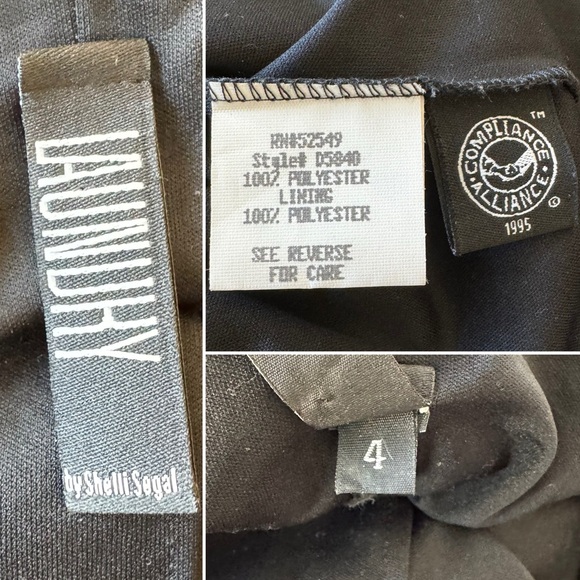 LAUNDRY
by Shelli Segal
RN#52549
Style# D5840
100% POLYESTER
LINING
100% POLYESTER
SEE REVERSE
FOR CARE
COMPLIANCE
ALLIANCE
TM
©
1995
4